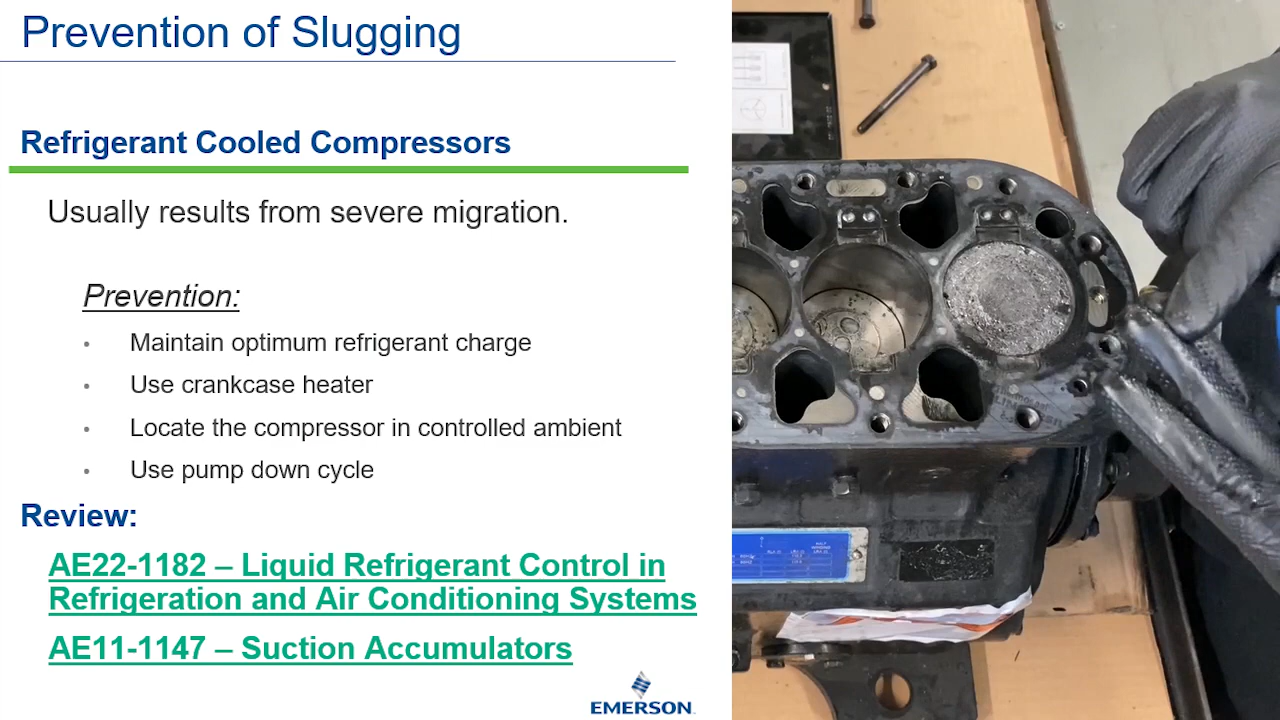 Prevention of Slugging
Refrigerant Cooled Compressors
Usually results from severe migration.
Prevention:
• Maintain optimum refrigerant charge
• Use crankcase heater
• Locate the compressor in controlled ambient
• Use pump down cycle
Review:
AE22-1182 – Liquid Refrigerant Control in
Refrigeration and Air Conditioning Systems
AE11-1147 – Suction Accumulators
EMERSON